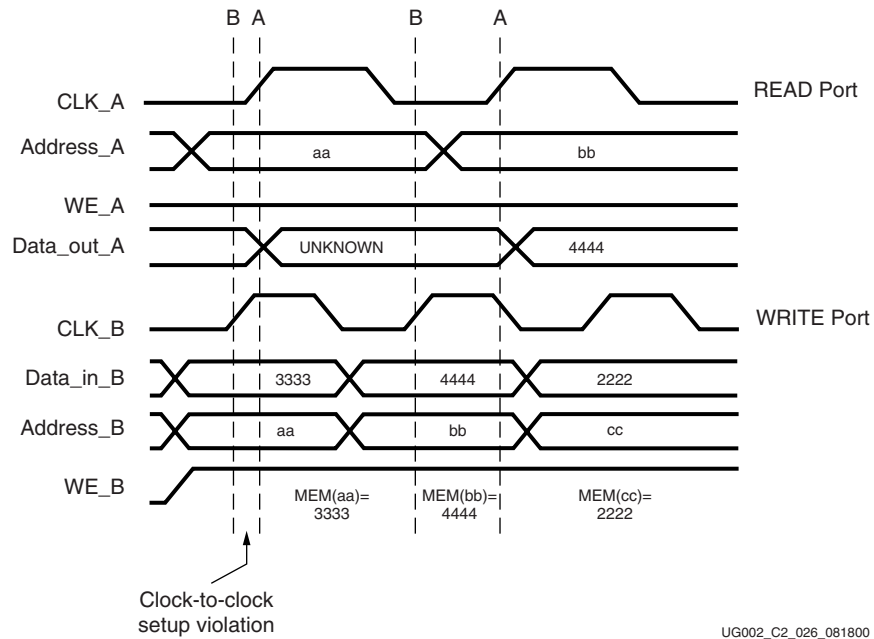 B A B A
CLK_A
READ Port
Address_A
aa
bb
WE_A
Data_out_A
UNKNOWN
4444
CLK_B
WRITE Port
Data_in_B
3333
4444
2222
Address_B
aa
bb
cc
WE_B
MEM(aa)=
3333
MEM(bb)=
4444
MEM(cc)=
2222
Clock-to-clock
setup violation
UG002_C2_026_081800